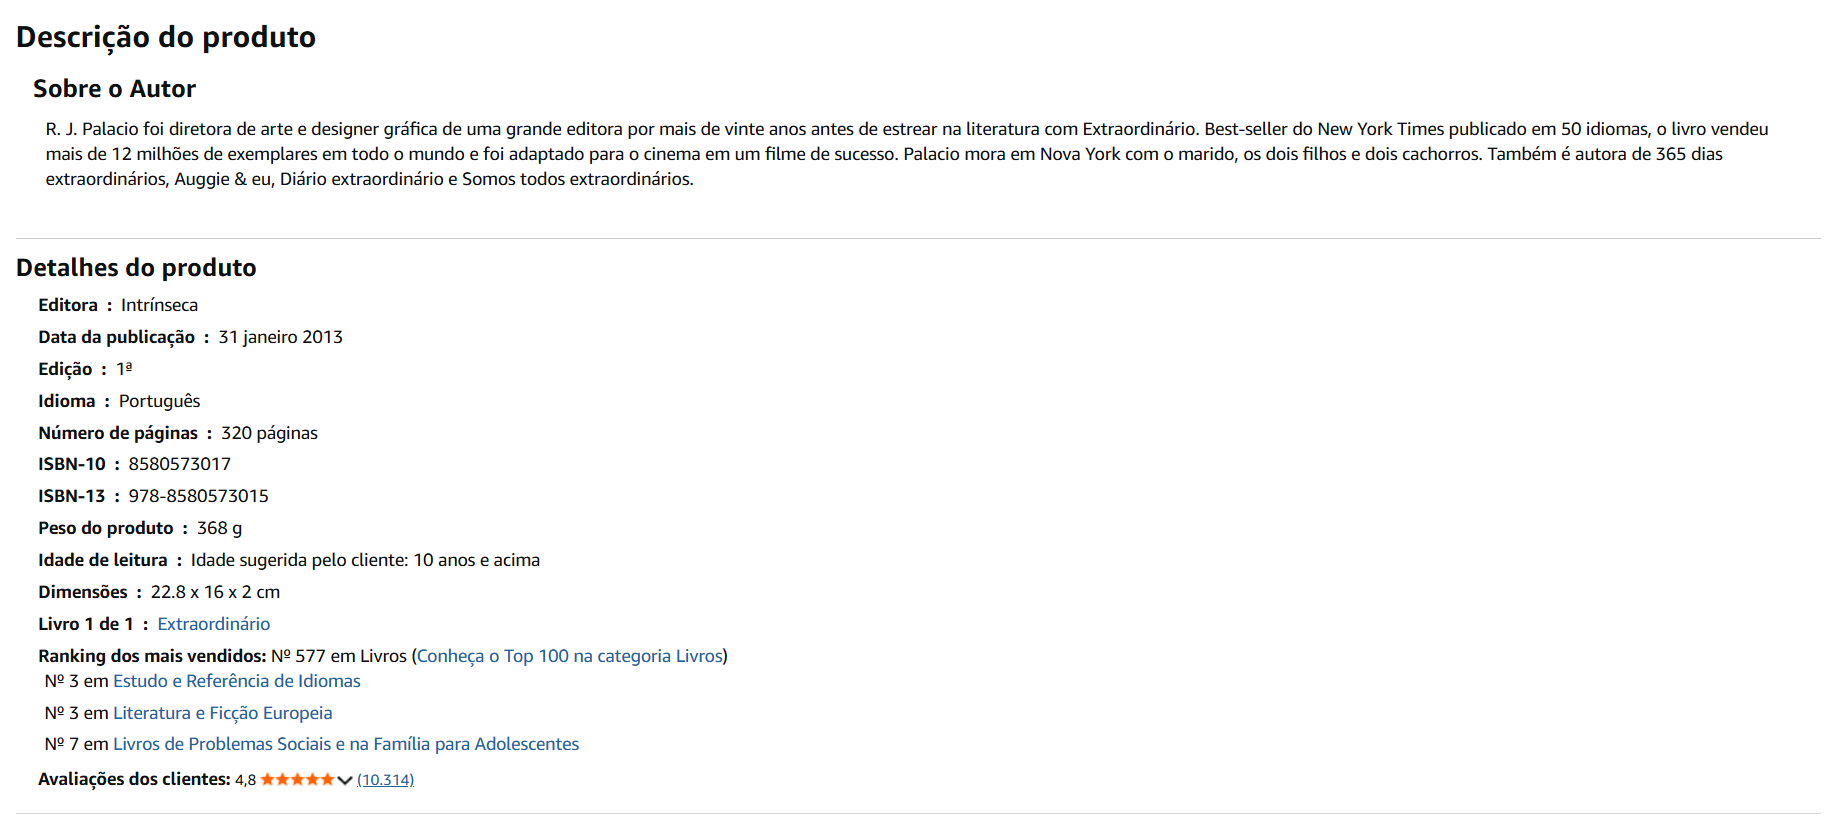 Descrição do produto
Sobre o Autor
R. J. Palacio foi diretora de arte e designer gráfica de uma grande editora por mais de vinte anos antes de estrear na literatura com Extraordinário. Best-seller do New York Times publicado em 50 idiomas, o livro vendeu
mais de 12 milhões de exemplares em todo o mundo e foi adaptado para o cinema em um filme de sucesso. Palacio mora em Nova York com o marido, os dois filhos e dois cachorros. Também é autora de 365 dias
extraordinários, Auggie & eu, Diário extraordinário e Somos todos extraordinários.
Detalhes do produto
Editora : Intrínseca
Data da publicação : 31 janeiro 2013
Edição : 1ª
Idioma : Português
Número de páginas : 320 páginas
ISBN-10 : 8580573017
ISBN-13 : 978-8580573015
Peso do produto : 368 g
Idade de leitura : Idade sugerida pelo cliente: 10 anos e acima
Dimensões : 22.8 x 16 x 2 cm
Livro 1 de 1 : Extraordinário
Ranking dos mais vendidos: Nº 577 em Livros (Conheça o Top 100 na categoria Livros)
Nº 3 em Estudo e Referência de Idiomas
Nº 3 em Literatura e Ficção Europeia
Nº 7 em Livros de Problemas Sociais e na Família para Adolescentes
Avaliações dos clientes: 4,8 (10.314)